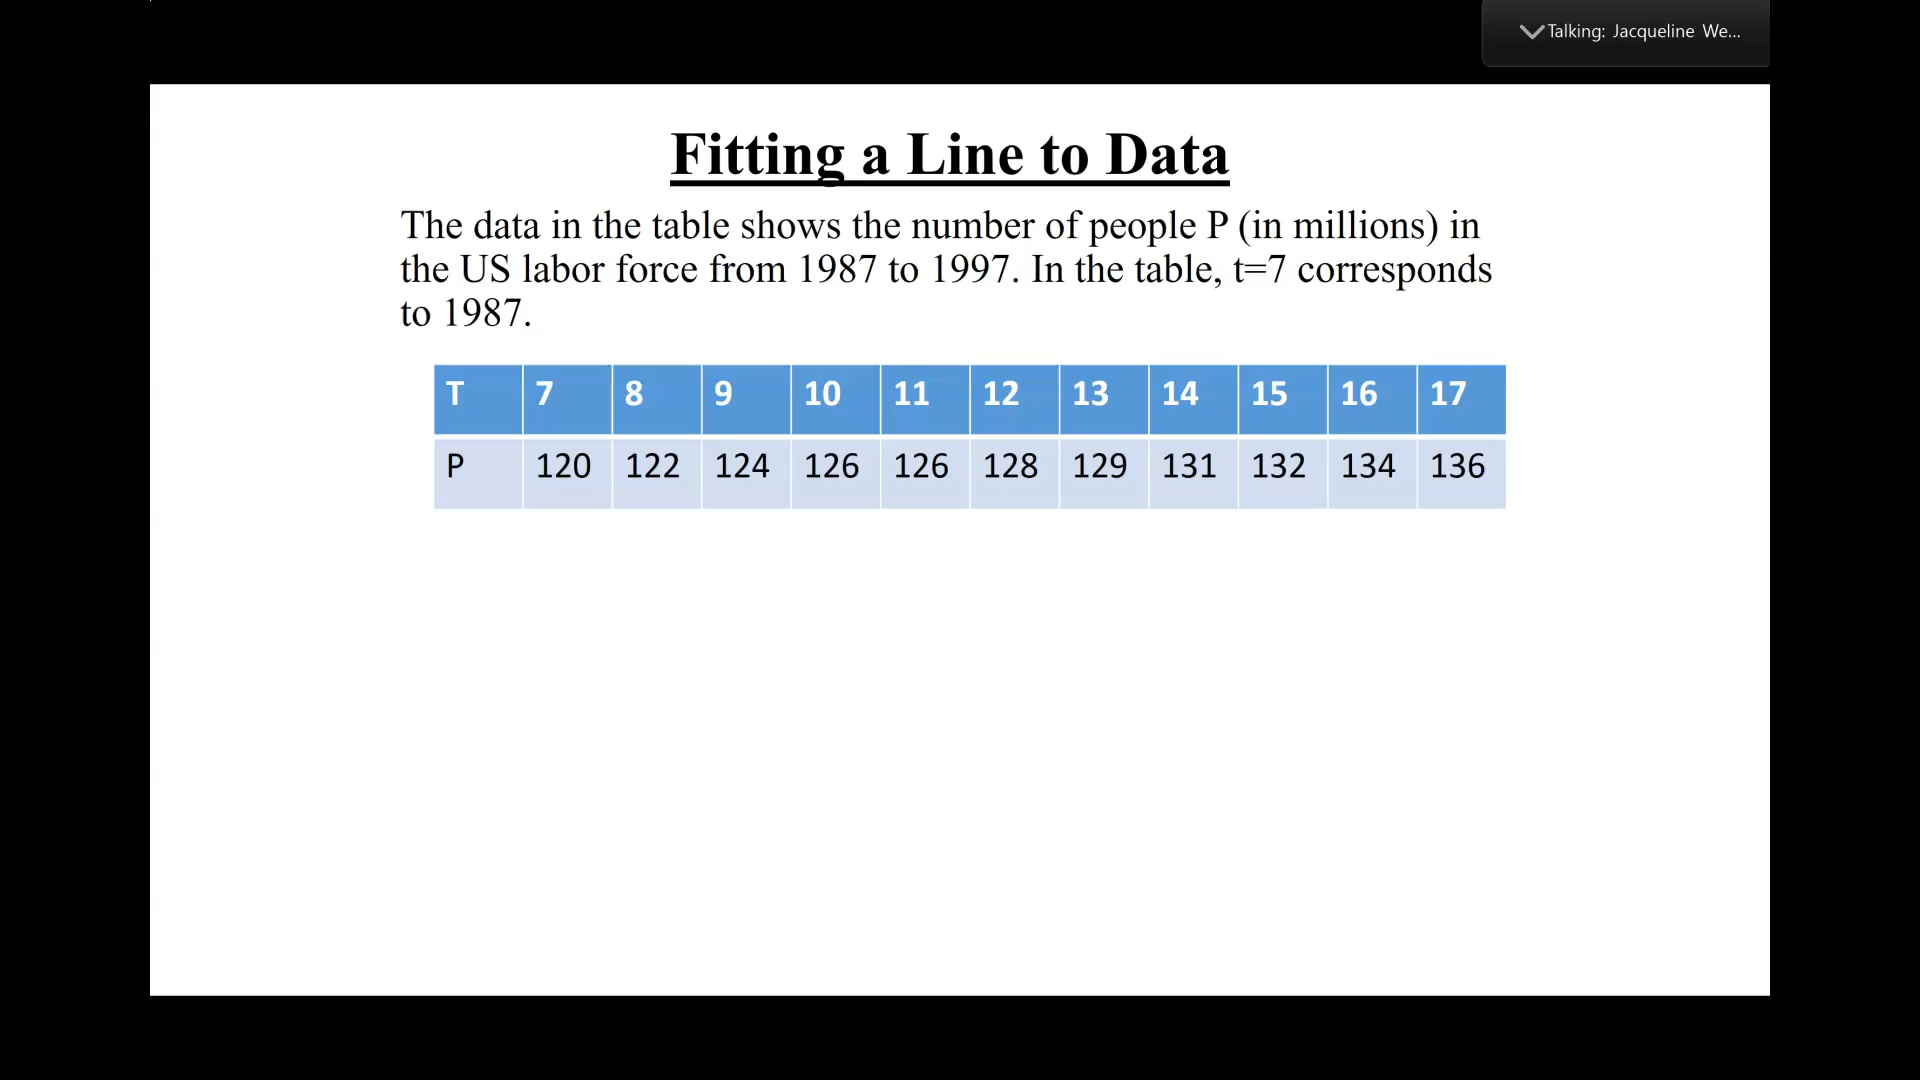 Talking: Jacqueline We...
Fitting a Line to Data
The data in the table shows the number of people P (in millions) in
the US labor force from 1987 to 1997. In the table, t=7 corresponds
to 1987.
T 7 8 9 10 11 12 13 14 15 16 17
P 120 122 124 126 126 128 129 131 132 134 136